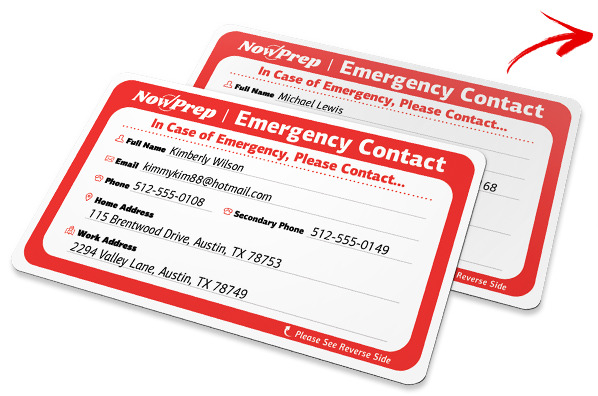 NowPrep | Emergency Contact
In Case of Emergency, Please Contact...
Full Name Michael Lewis
68
Reverse Side
NowPrep | Emergency Contact
In Case of Emergency, Please Contact...
Full Name Kimberly Wilson
Email kimmykim88@hotmail.com
Phone 512-555-0108 Secondary Phone 512-555-0149
Home Address
115 Brentwood Drive, Austin, TX 78753
Work Address
2294 Valley Lane, Austin, TX 78749
Please See Reverse Side